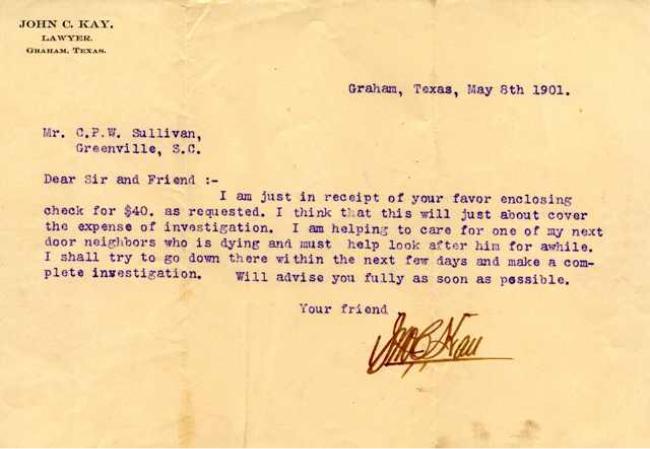 JOHN C. KAY,
LAWYER.
GRAHAM, TEXAS.
Graham, Texas, May 8th 1901.
Mr. C.P.W. Sullivan,
Greenville, S.C.
Dear Sir and Friend :-
I am just in receipt of your favor enclosing
check for $40. as requested. I think that this will just about cover
the expense of investigation. I am helping to care for one of my next
door neighbors who is dying and must help look after him for awhile.
I shall try to go down there within the next few days and make a com-
plete investigation. Will advise you fully as soon as possible.
Your friend
Jno C Kay